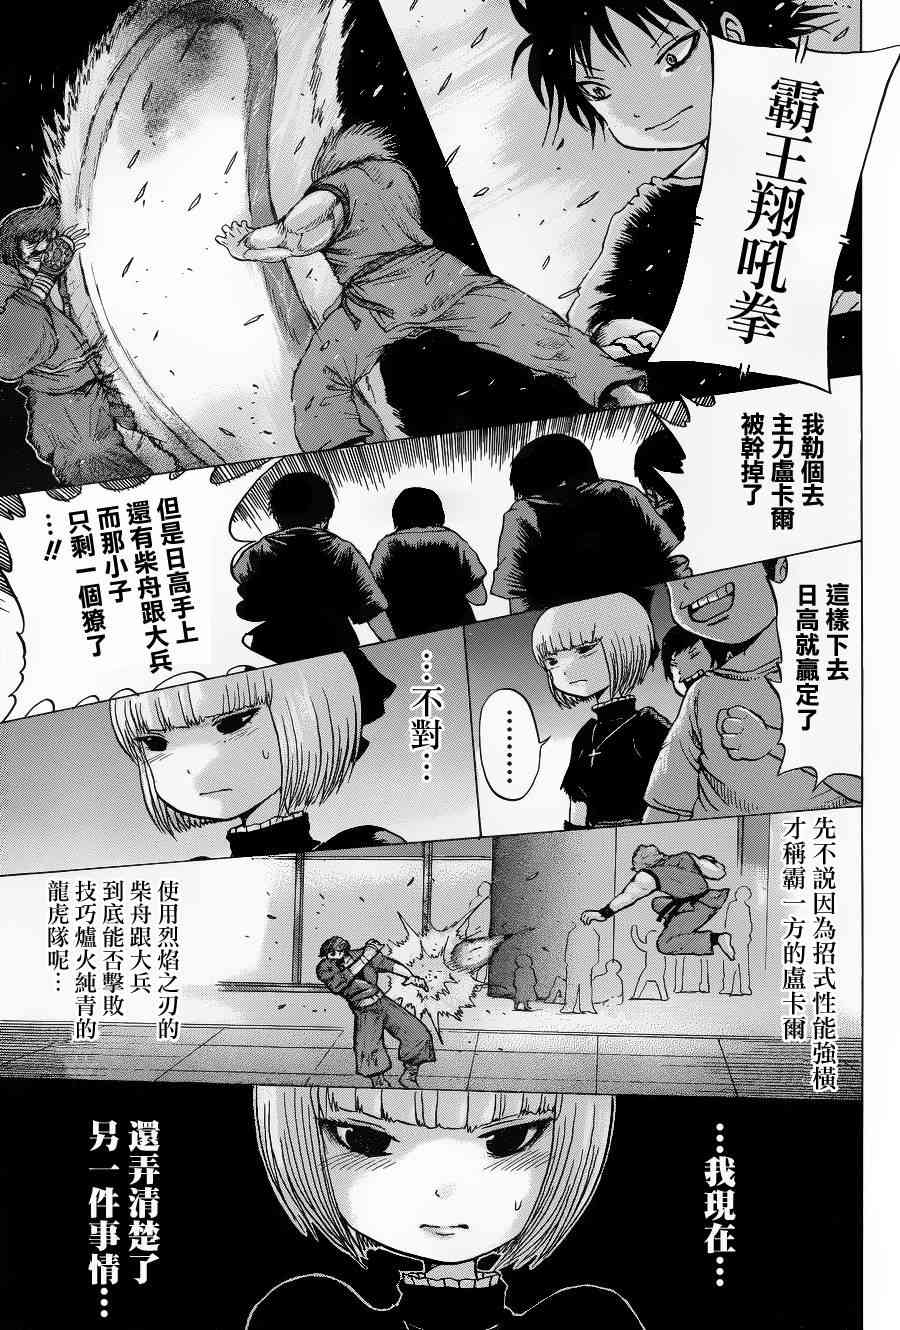 霸王翔吼拳
我勒個去
主力盧卡爾
被幹掉了
但是日高手上
還有柴舟跟大兵
而那小子
只剩一個獠了
…!!
這樣下去
日高就贏定了
………
…不對…
先不說因為招式性能強橫
才稱霸一方的盧卡爾
使用烈焰之刃的
柴舟跟大兵
到底能否擊敗
技巧爐火純青的
龍虎隊呢…
…我現在…
還弄清楚了
另一件事情…